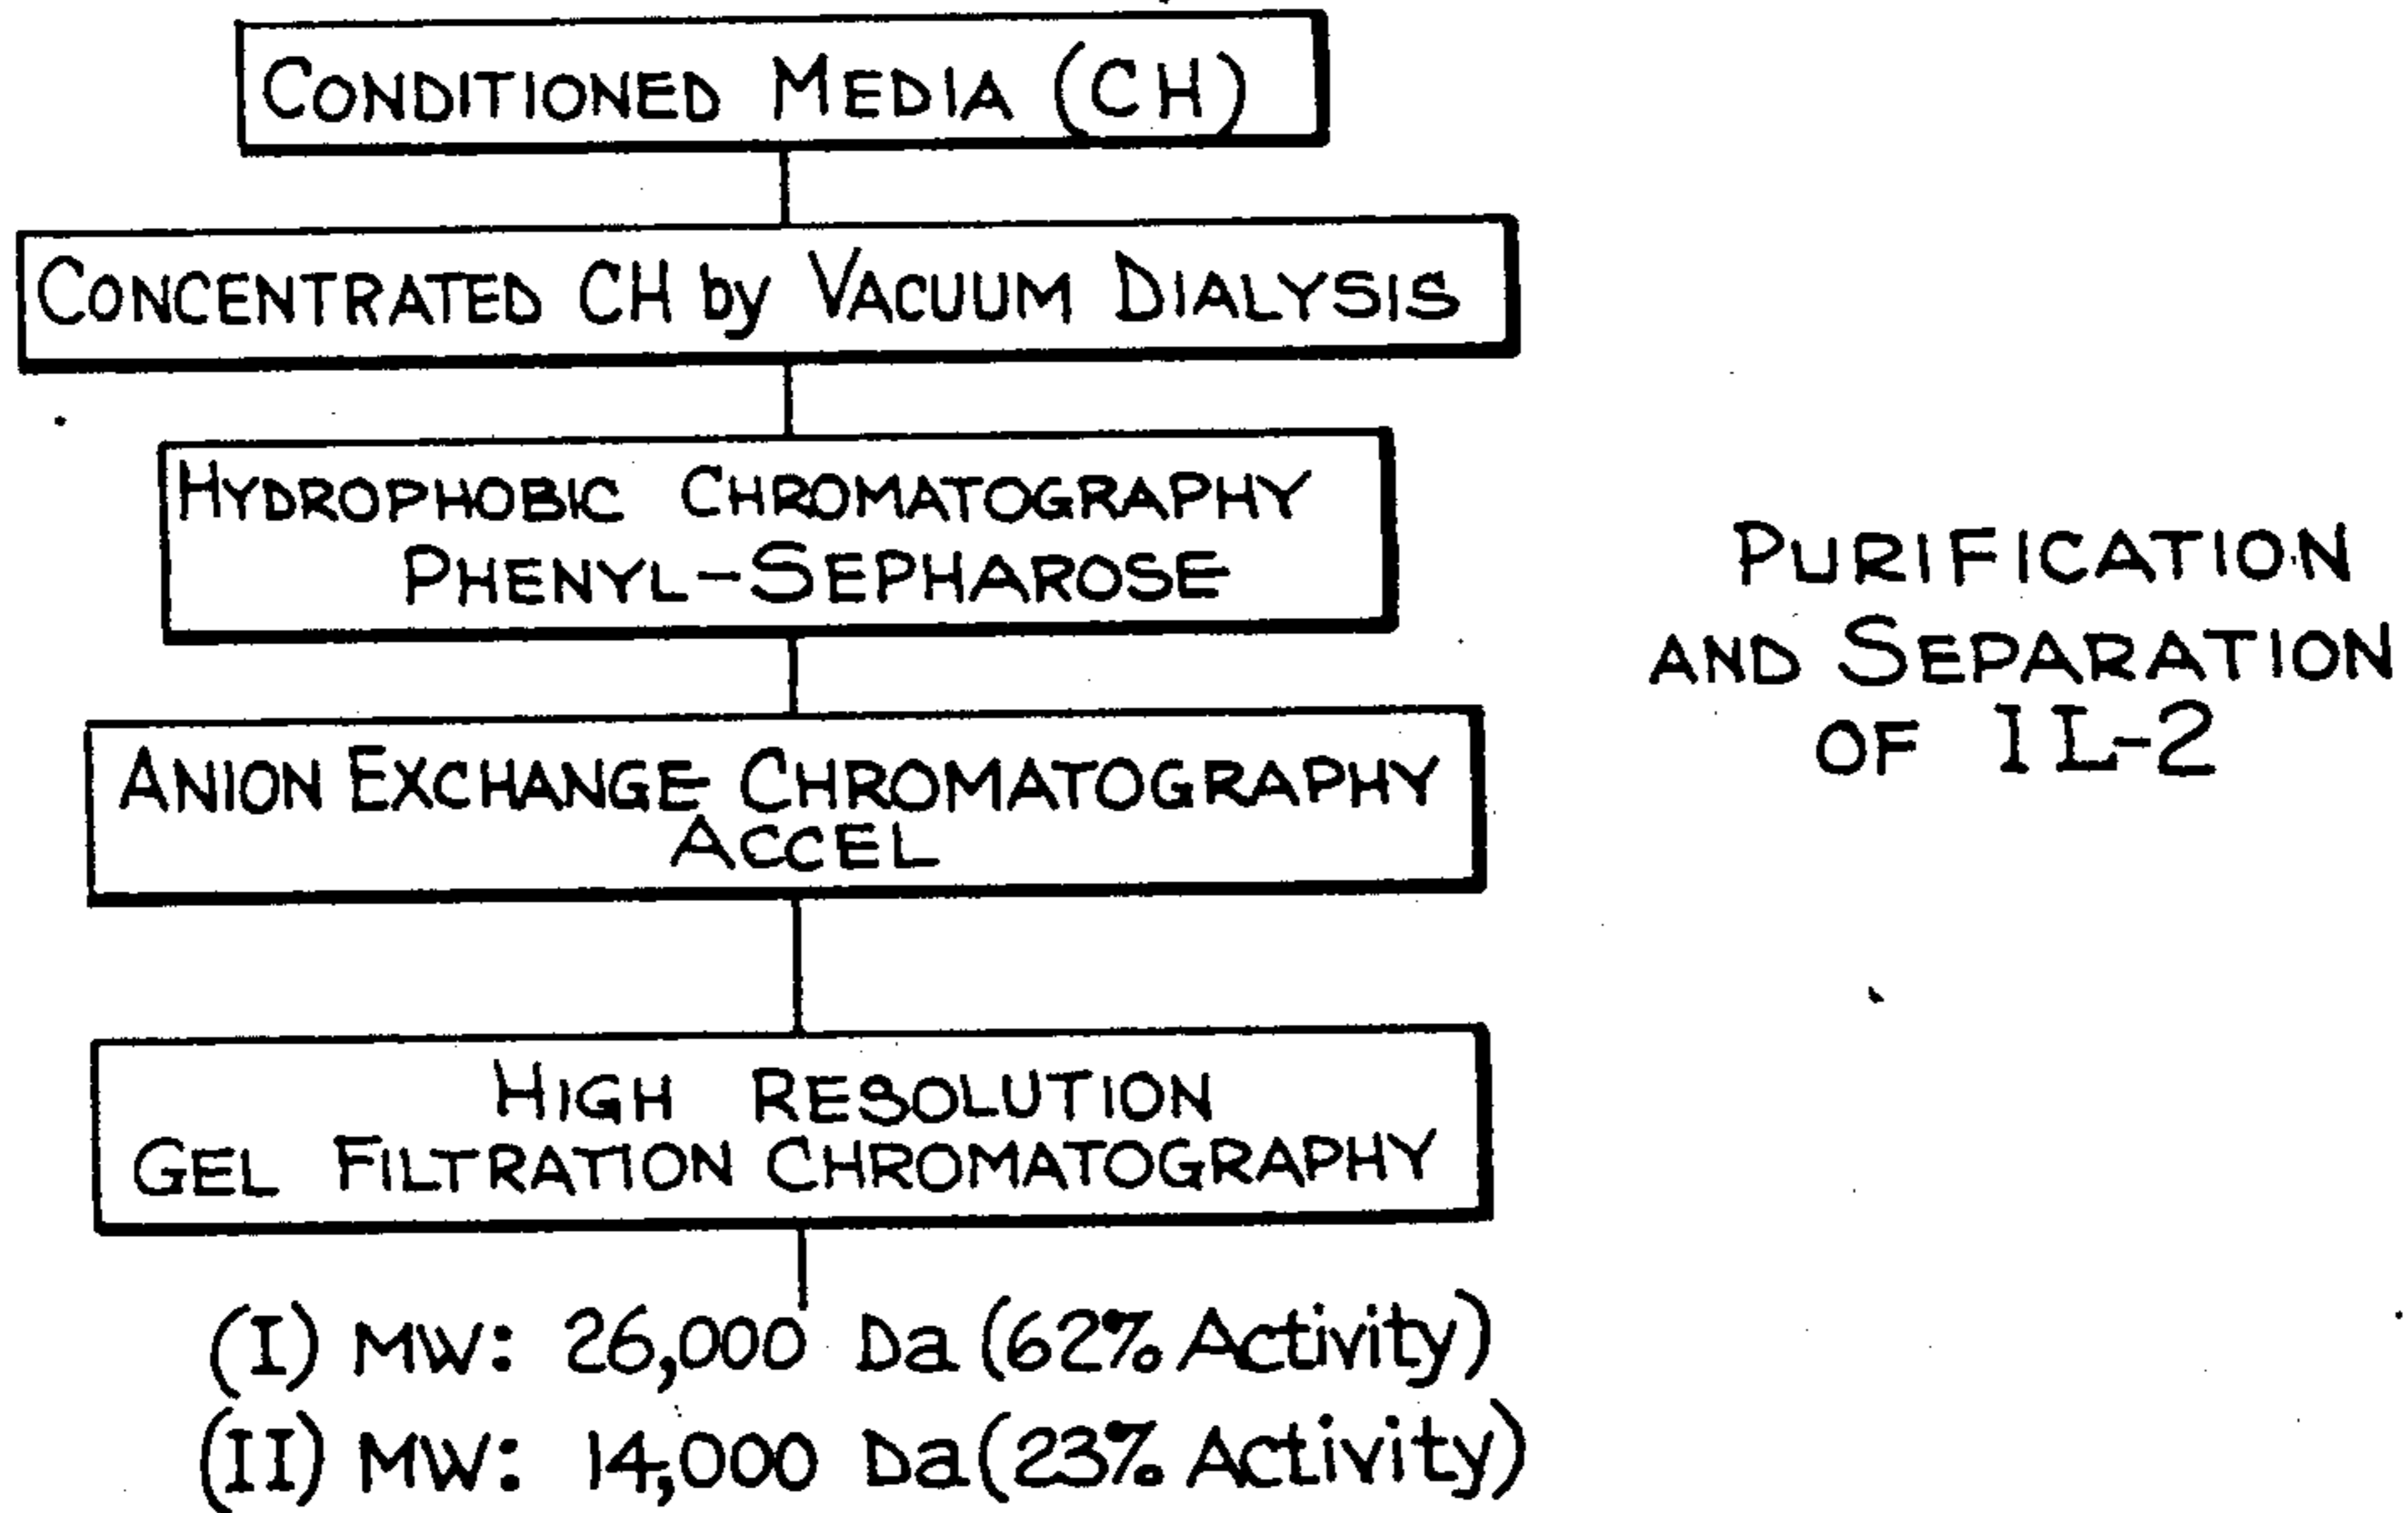 CONDITIONED MEDIA (CH)
CONCENTRATED CH by VACUUM DIALYSIS
HYDROPHOBIC CHROMATOGRAPHY
PHENYL-SEPHAROSE
ANION EXCHANGE CHROMATOGRAPHY
ACCEL
HIGH RESOLUTION
GEL FILTRATION CHROMATOGRAPHY
(I) MW: 26,000 Da (62% Activity)
(II) MW: 14,000 Da (23% Activity)
PURIFICATION
AND SEPARATION
OF IL-2